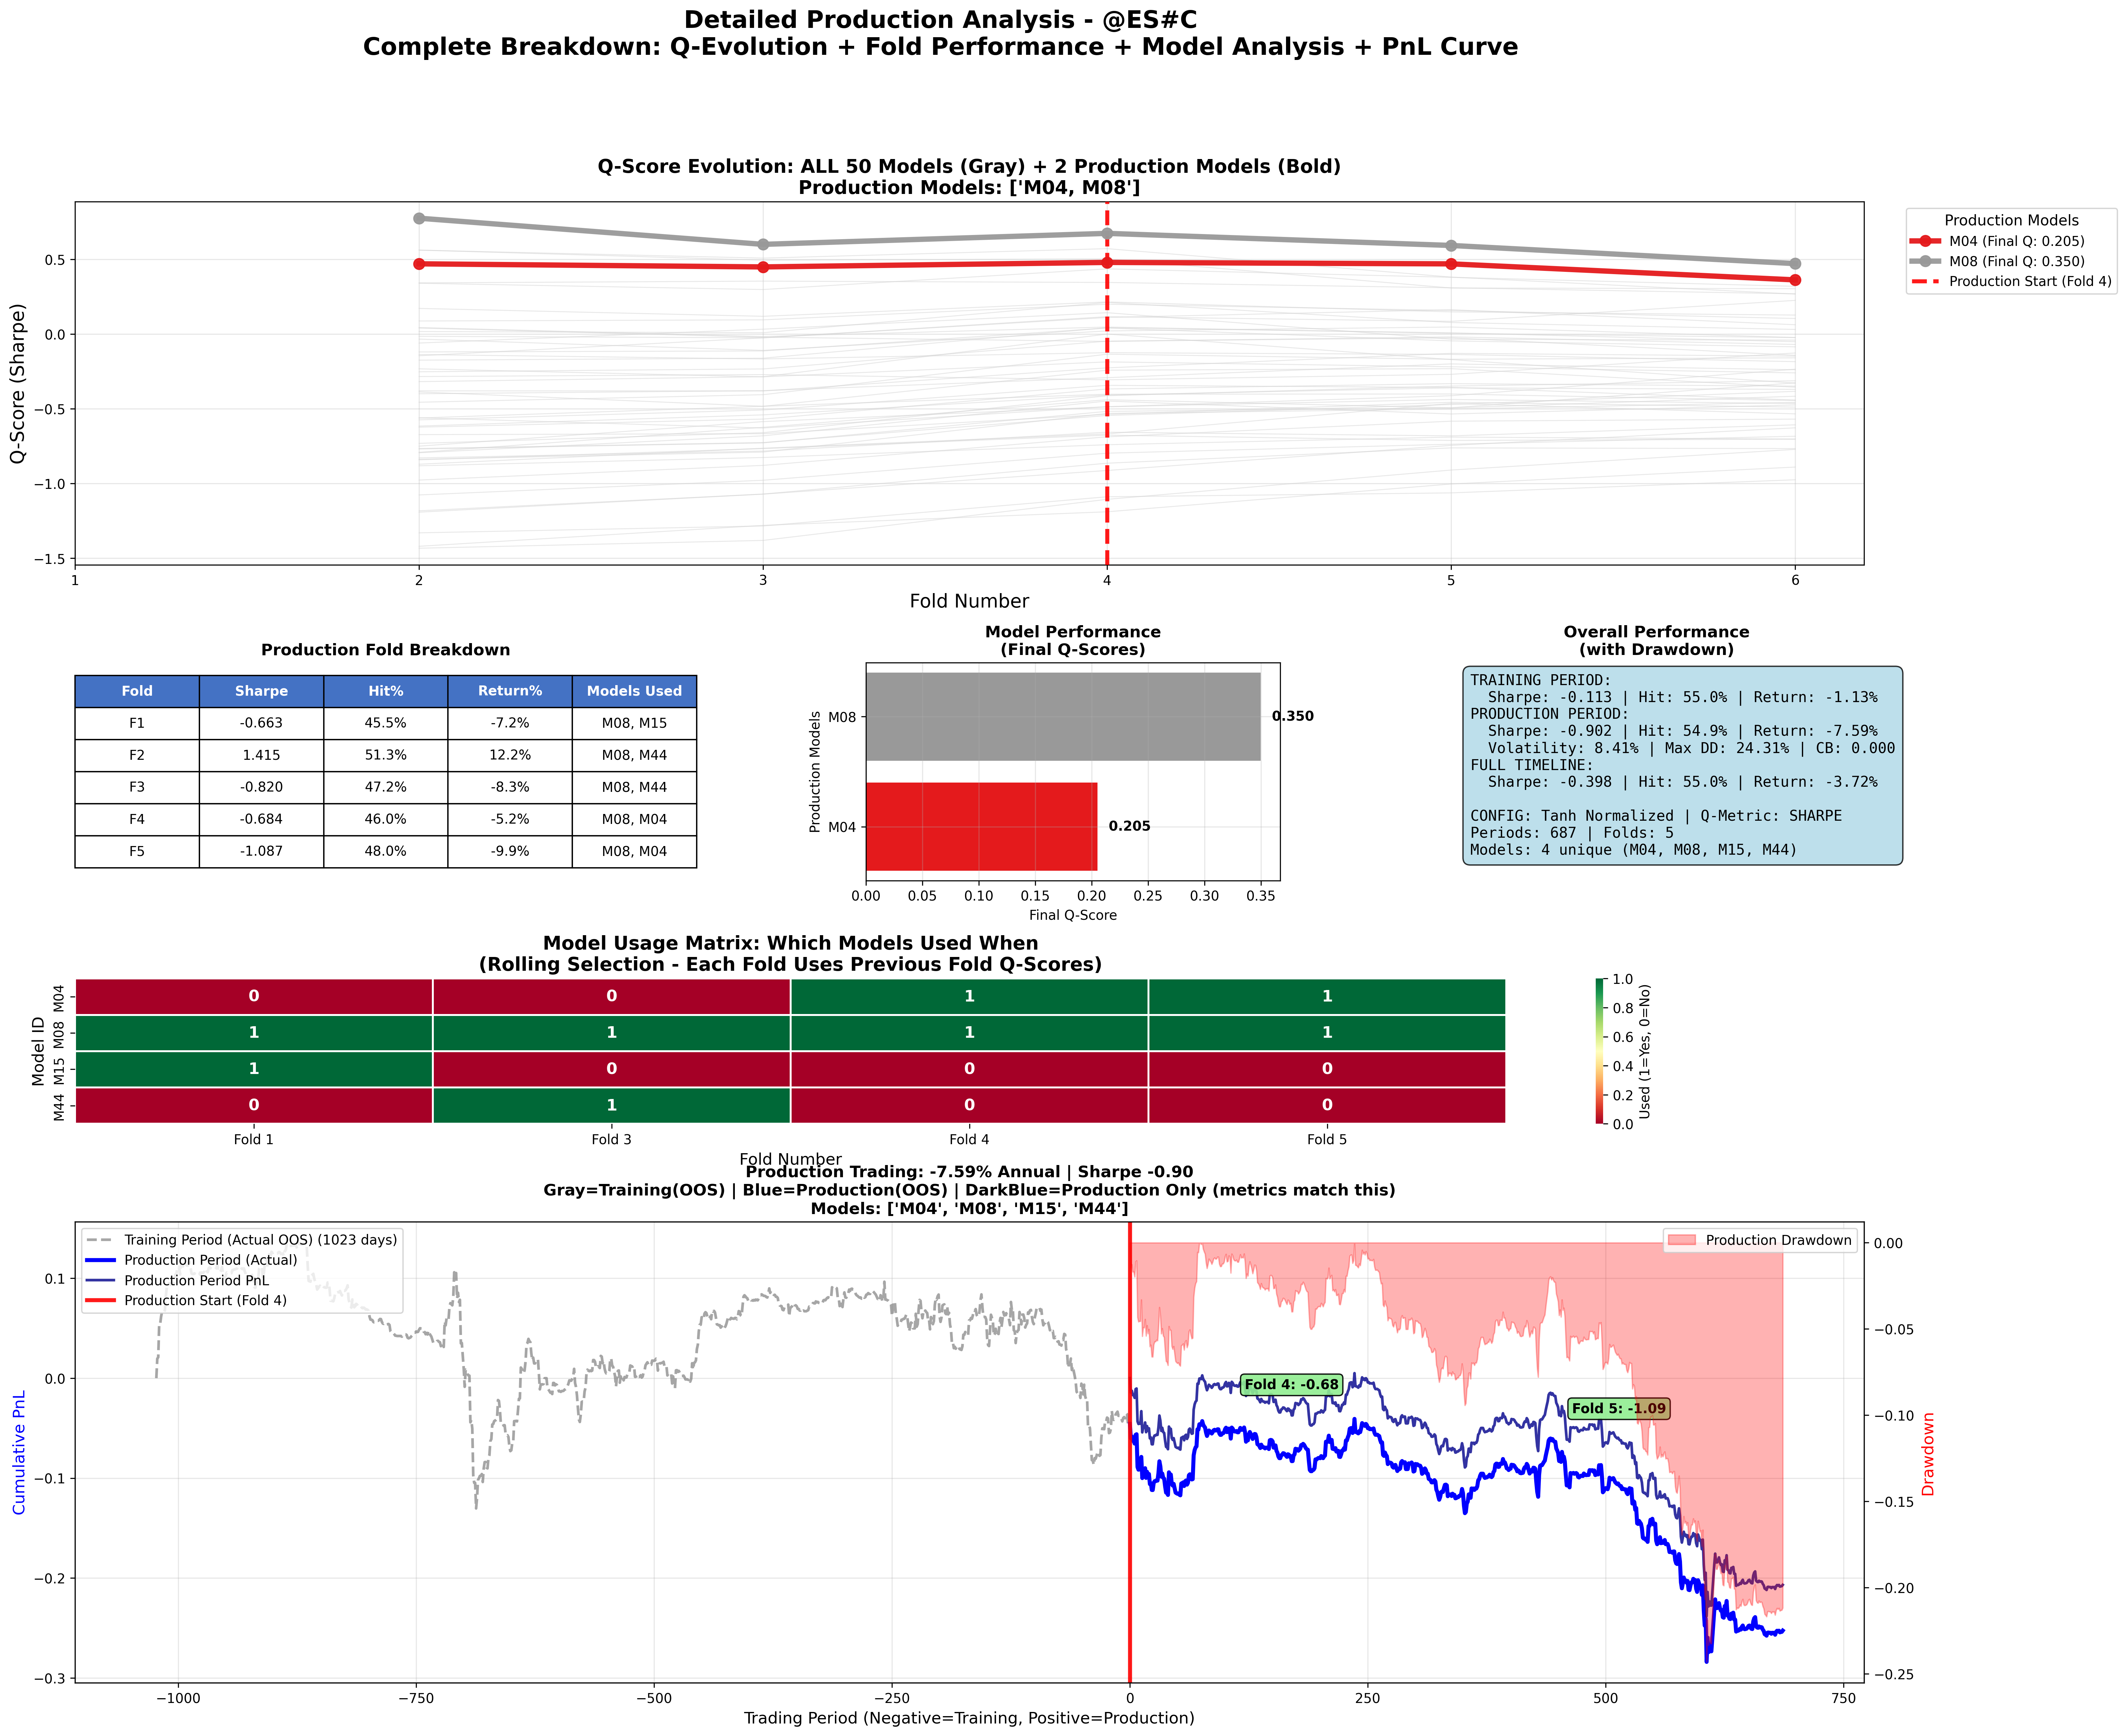 Detailed Production Analysis - @ES#C
Complete Breakdown: Q-Evolution + Fold Performance + Model Analysis + PnL Curve
Q-Score Evolution: ALL 50 Models (Gray) + 2 Production Models (Bold)
Production Models: ['M04, M08']
Q-Score (Sharpe)
0.5
0.0
−0.5
−1.0
−1.5
1 2 3 4 5 6
Fold Number
Production Models
M04 (Final Q: 0.205)
M08 (Final Q: 0.350)
Production Start (Fold 4)
Production Fold Breakdown
Fold Sharpe Hit% Return% Models Used
F1 -0.663 45.5% -7.2% M08, M15
F2 1.415 51.3% 12.2% M08, M44
F3 -0.820 47.2% -8.3% M08, M44
F4 -0.684 46.0% -5.2% M08, M04
F5 -1.087 48.0% -9.9% M08, M04
Model Performance
(Final Q-Scores)
Production Models
M08
0.350
M04
0.205
0.00 0.05 0.10 0.15 0.20 0.25 0.30 0.35
Final Q-Score
Overall Performance
(with Drawdown)
TRAINING PERIOD:
Sharpe: -0.113 | Hit: 55.0% | Return: -1.13%
PRODUCTION PERIOD:
Sharpe: -0.902 | Hit: 54.9% | Return: -7.59%
Volatility: 8.41% | Max DD: 24.31% | CB: 0.000
FULL TIMELINE:
Sharpe: -0.398 | Hit: 55.0% | Return: -3.72%
CONFIG: Tanh Normalized | Q-Metric: SHARPE
Periods: 687 | Folds: 5
Models: 4 unique (M04, M08, M15, M44)
Model Usage Matrix: Which Models Used When
(Rolling Selection - Each Fold Uses Previous Fold Q-Scores)
Model ID
M04 0 0 1 1
M08 1 1 1 1
M15 1 0 0 0
M44 0 1 0 0
Fold 1 Fold 3 Fold 4 Fold 5
Fold Number
1.0
0.8
0.6
0.4
0.2
0.0
Used (1=Yes, 0=No)
Production Trading: -7.59% Annual | Sharpe -0.90
Gray=Training(OOS) | Blue=Production(OOS) | DarkBlue=Production Only (metrics match this)
Models: ['M04', 'M08', 'M15', 'M44']
Training Period (Actual OOS) (1023 days)
Production Period (Actual)
Production Period PnL
Production Start (Fold 4)
Production Drawdown
Fold 4: -0.68
Fold 5: -1.09
Cumulative PnL
0.1
0.0
−0.1
−0.2
−0.3
Drawdown
0.00
−0.05
−0.10
−0.15
−0.20
−0.25
−1000 −750 −500 −250 0 250 500 750
Trading Period (Negative=Training, Positive=Production)